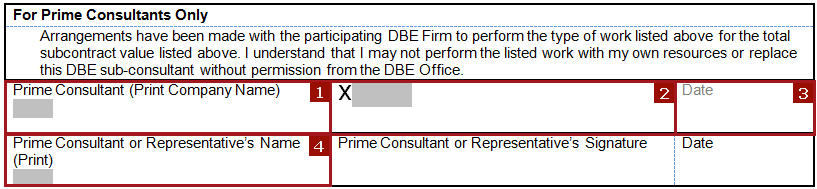 For Prime Consultants Only
Arrangements have been made with the participating DBE Firm to perform the type of work listed above for the total
subcontract value listed above. I understand that I may not perform the listed work with my own resources or replace
this DBE sub-consultant without permission from the DBE Office.
Prime Consultant (Print Company Name) 1 X 2 Date 3
Prime Consultant or Representative's Name 4 Prime Consultant or Representative's Signature Date
(Print)